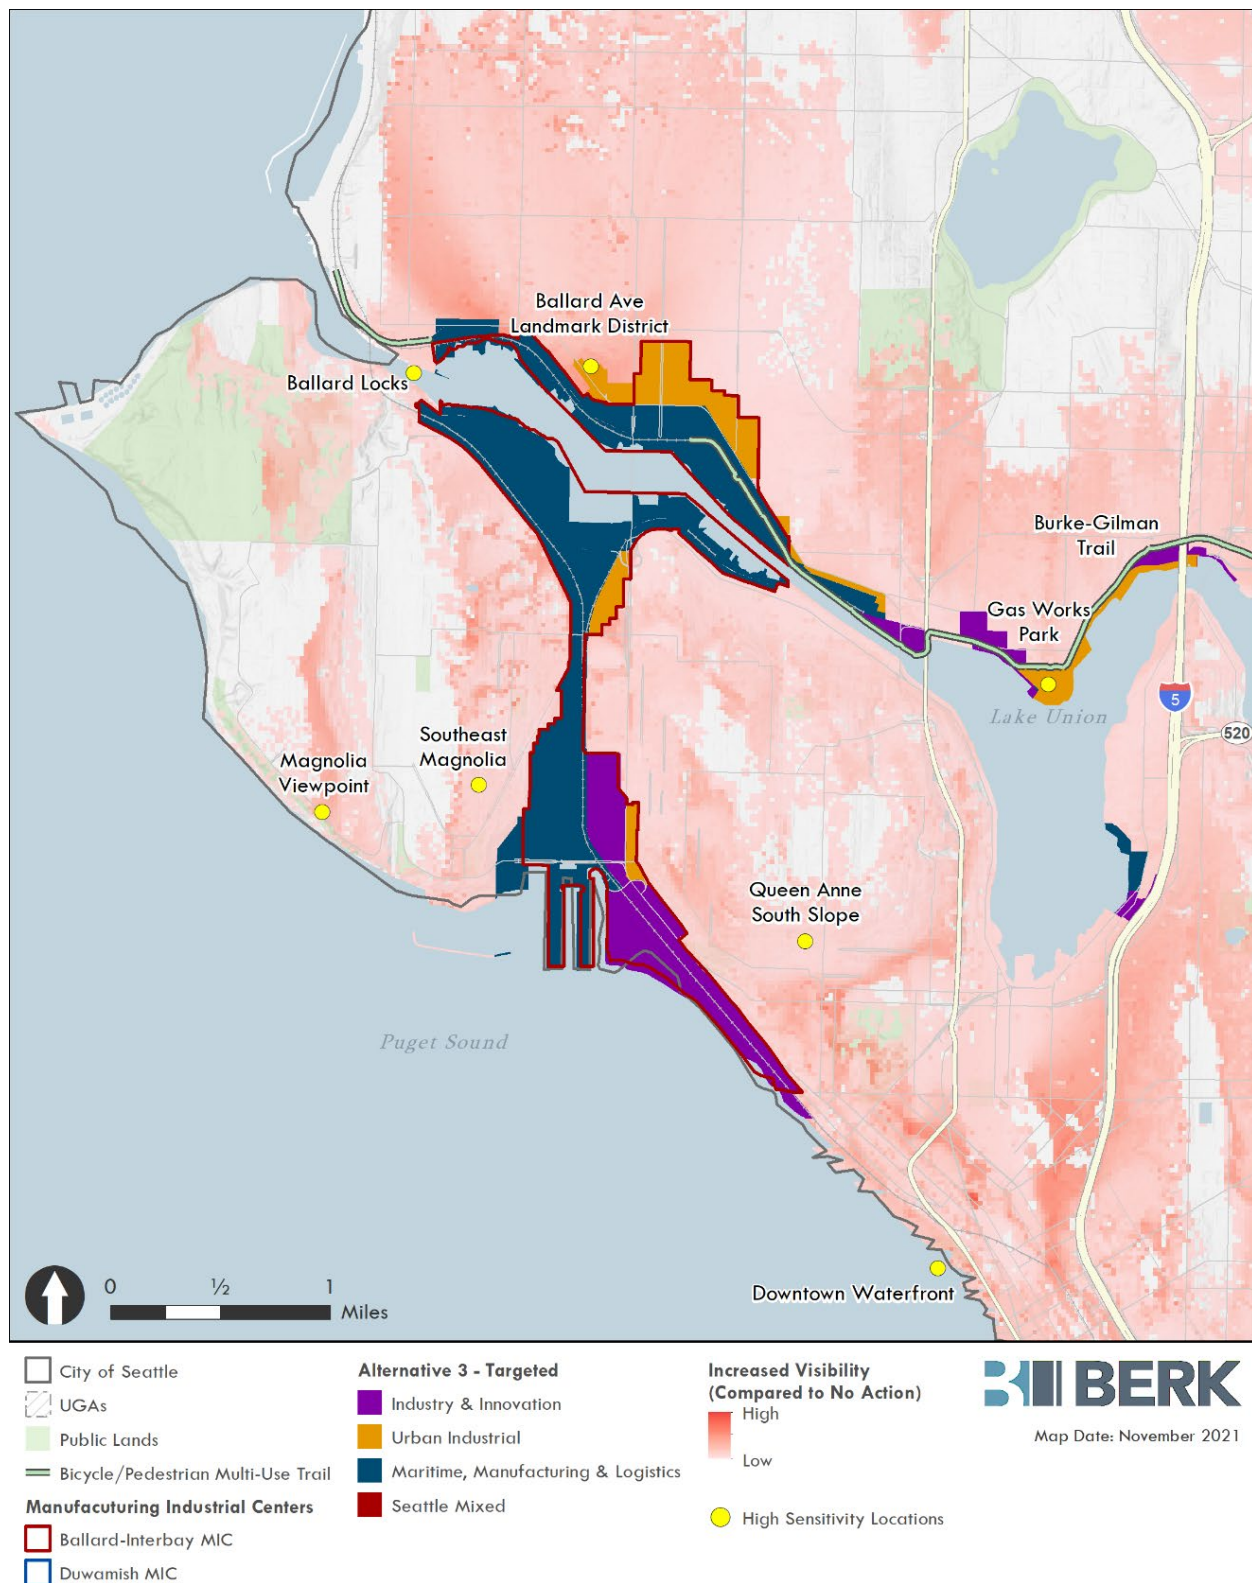 Ballard Ave
Landmark District
Ballard Locks
Burke-Gilman
Trail
Gas Works
Park
Lake Union
5
520
Southeast
Magnolia
Magnolia
Viewpoint
Queen Anne
South Slope
Puget Sound
Downtown Waterfront
0 ½ 1
Miles
City of Seattle
UGAs
Public Lands
Bicycle/Pedestrian Multi-Use Trail
Manufacuturing Industrial Centers
Ballard-Interbay MIC
Duwamish MIC
Alternative 3 - Targeted
Industry & Innovation
Urban Industrial
Maritime, Manufacturing & Logistics
Seattle Mixed
Increased Visibility
(Compared to No Action)
High
Low
High Sensitivity Locations
BERK
Map Date: November 2021